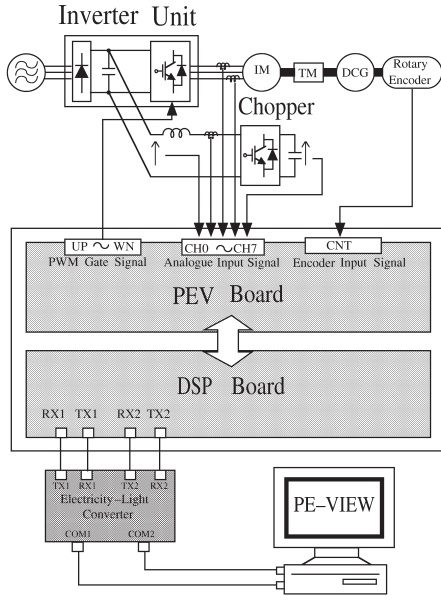 Inverter Unit
IM
TM
DCG
Rotary
Encoder
Chopper
UP ～ WN
CH0 ～CH7
CNT
PWM Gate Signal
Analogue Input Signal
Encoder Input Signal
PEV Board
DSP Board
RX1 TX1 RX2 TX2
TX1 RX1 TX2 RX2
Electricity–Light
Converter
COM1 COM2
PE–VIEW